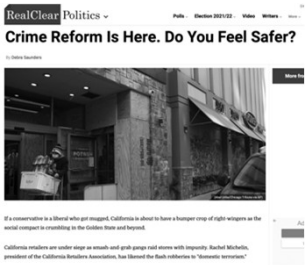 RealClear Politics
Polls Election 2021/22 Video Writers
Crime Reform Is Here. Do You Feel Safer?
By Debra Saunders
More fro
If a conservative is a liberal who got mugged, California is about to have a bumper crop of right-wingers as the
social compact is crumbling in the Golden State and beyond.
California retailers are under siege as smash-and-grab gangs raid stores with impunity. Rachel Michelin,
president of the California Retailers Association, has likened the flash robberies to "domestic terrorism."
Ad